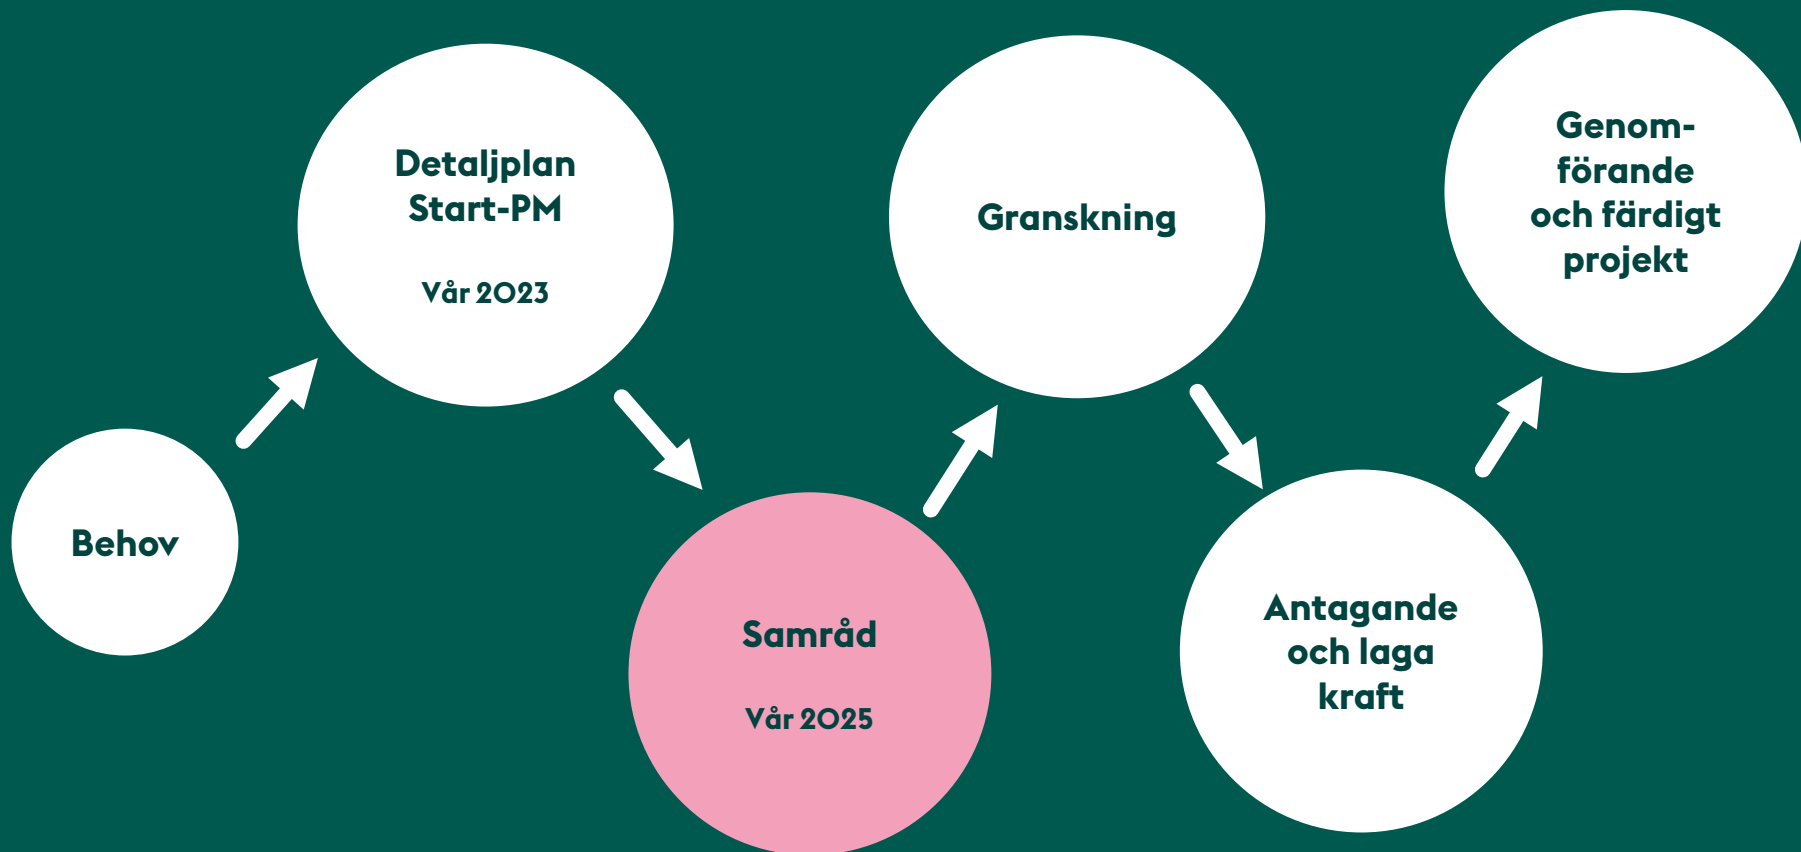 Behov
Detaljplan
Start-PM
Vår 2023
Samråd
Vår 2025
Granskning
Antagande
och laga
kraft
Genom-
förande
och färdigt
projekt